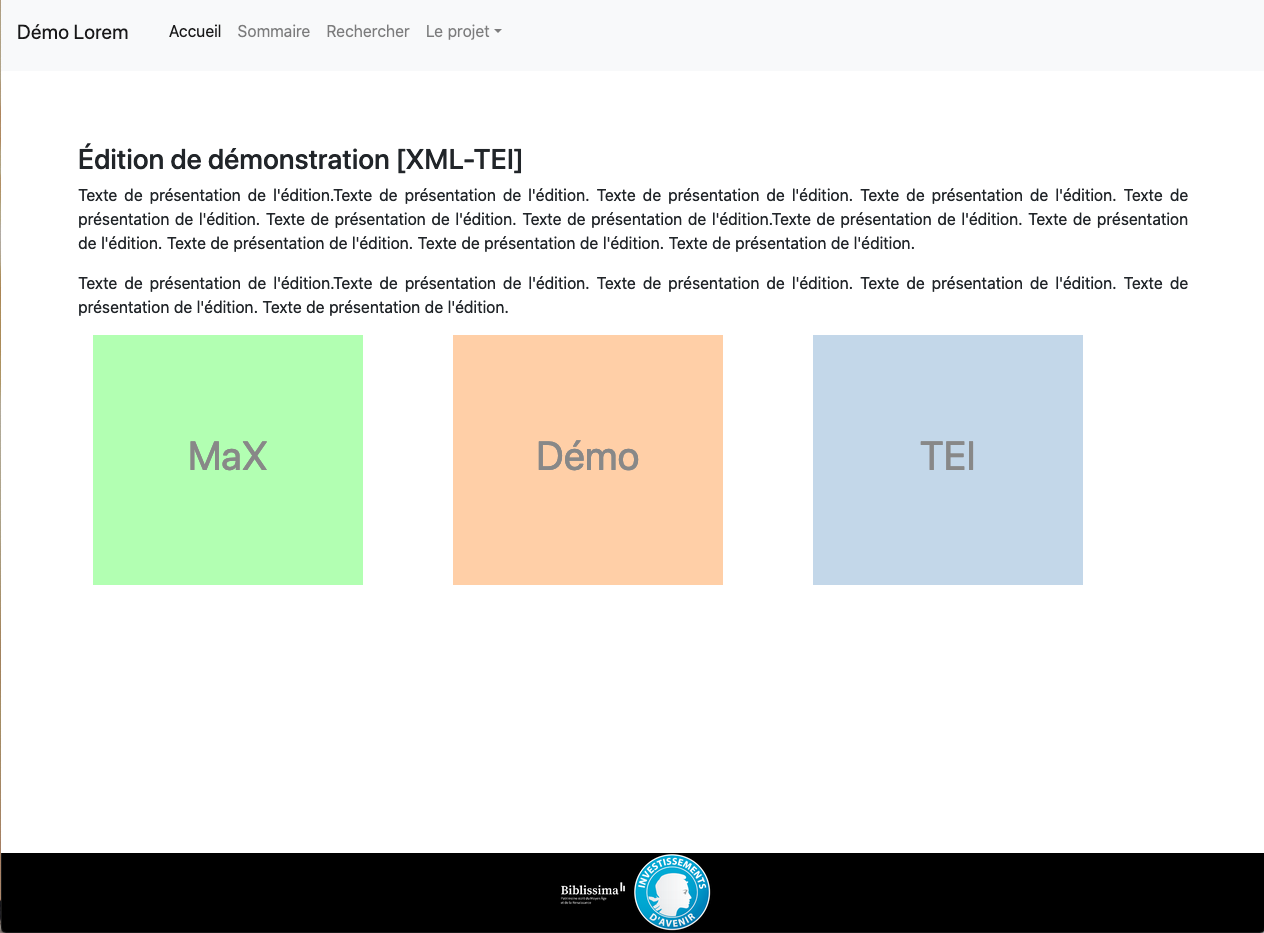 Démo Lorem Accueil Sommaire Rechercher Le projet
Édition de démonstration [XML-TEI]
Texte de présentation de l'édition.Texte de présentation de l'édition. Texte de présentation de l'édition. Texte de présentation de l'édition. Texte de
présentation de l'édition. Texte de présentation de l'édition. Texte de présentation de l'édition.Texte de présentation de l'édition. Texte de présentation
de l'édition. Texte de présentation de l'édition. Texte de présentation de l'édition. Texte de présentation de l'édition.
Texte de présentation de l'édition.Texte de présentation de l'édition. Texte de présentation de l'édition. Texte de présentation de l'édition. Texte de
présentation de l'édition. Texte de présentation de l'édition.
MaX Démo TEI
Biblissima
INVESTISSEMENTS
D'AVENIR